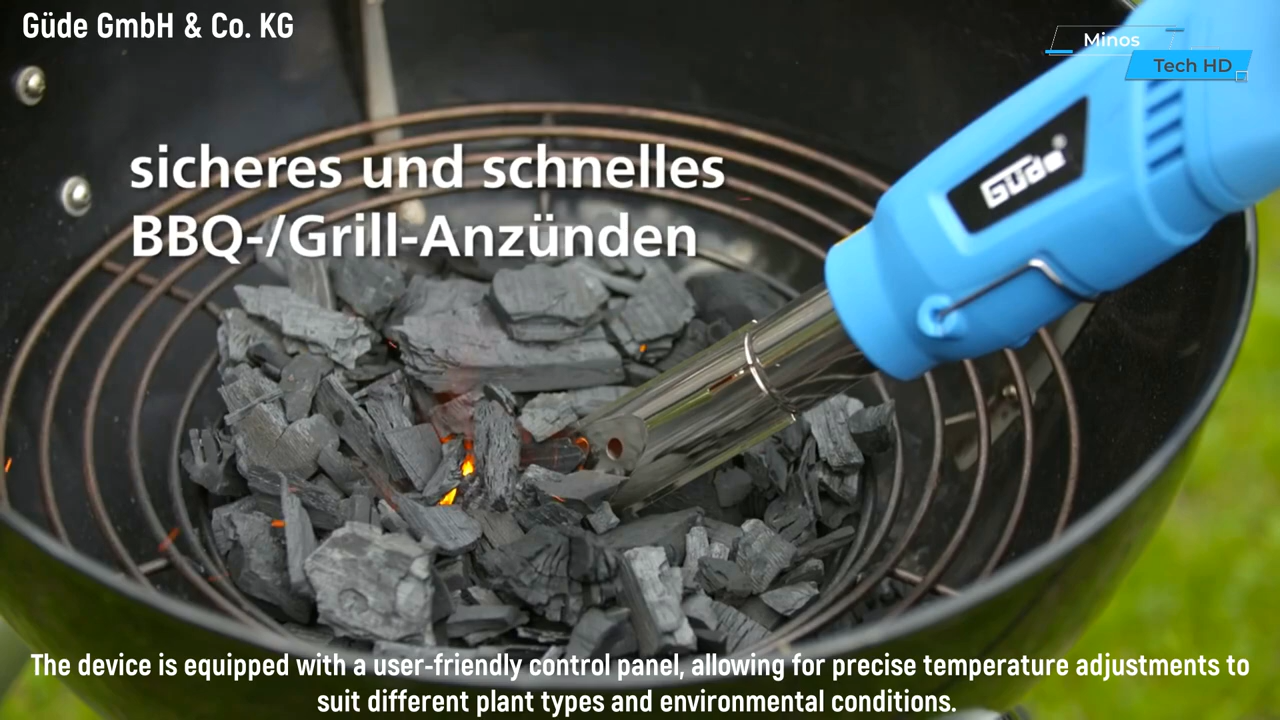 Güde GmbH & Co. KG
Minos
Tech HD
Güde®
sicheres und schnelles
BBQ-/Grill-Anzünden
The device is equipped with a user-friendly control panel, allowing for precise temperature adjustments to
suit different plant types and environmental conditions.